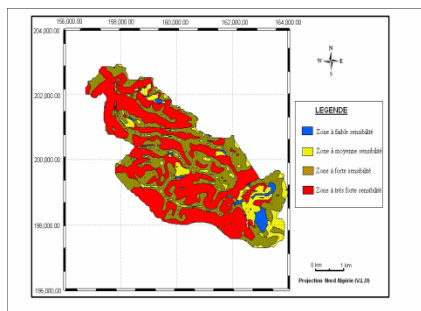 156,000.00 158,000.00 160,000.00 162,000.00 164,000.00
204,000.00
202,000.00
200,000.00
198,000.00
196,000.00
N
W E
S
LEGENDE
Zone à faible sensibilité
Zone à moyenne sensibilité
Zone à forte sensibilité
Zone à très forte sensibilité
0 km 1 km
Projection Nord Algérie